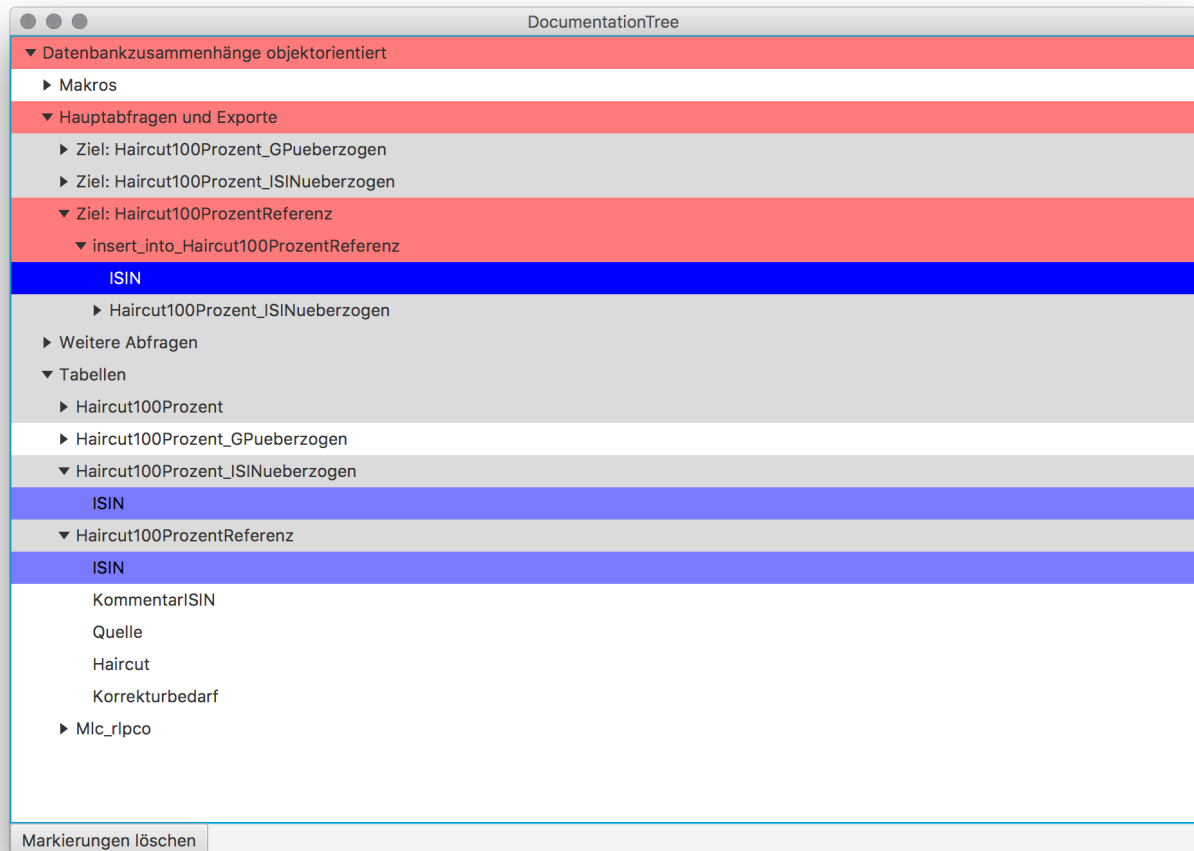 DocumentationTree
Datenbankzusammenhänge objektorientiert
Makros
Hauptabfragen und Exporte
Ziel: Haircut100Prozent_GPueberzogen
Ziel: Haircut100Prozent_ISINueberzogen
Ziel: Haircut100ProzentReferenz
insert_into_Haircut100ProzentReferenz
ISIN
Haircut100Prozent_ISINueberzogen
Weitere Abfragen
Tabellen
Haircut100Prozent
Haircut100Prozent_GPueberzogen
Haircut100Prozent_ISINueberzogen
ISIN
Haircut100ProzentReferenz
ISIN
KommentarISIN
Quelle
Haircut
Korrekturbedarf
Mlc_rlpco
Markierungen löschen